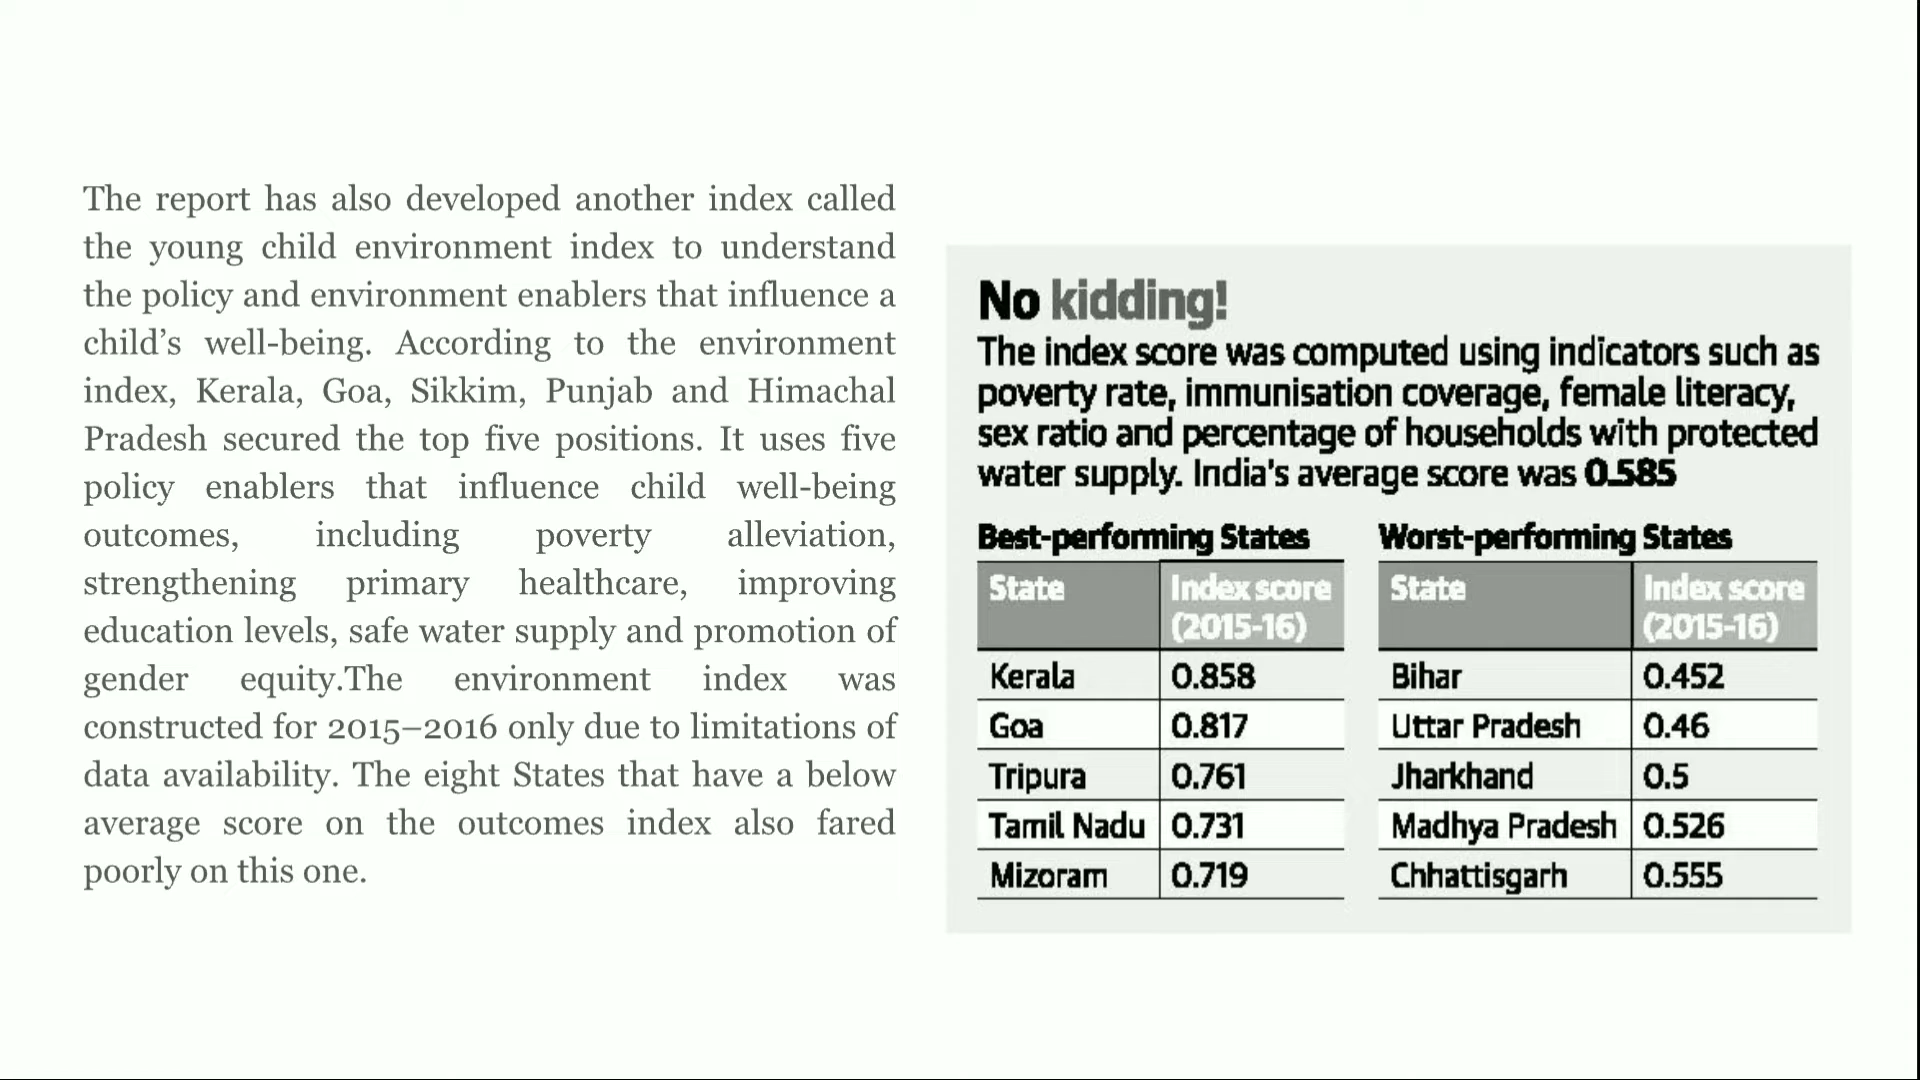 The report has also developed another index called
the young child environment index to understand
the policy and environment enablers that influence a
child’s well-being. According to the environment
index, Kerala, Goa, Sikkim, Punjab and Himachal
Pradesh secured the top five positions. It uses five
policy enablers that influence child well-being
outcomes, including poverty alleviation,
strengthening primary healthcare, improving
education levels, safe water supply and promotion of
gender equity.The environment index was
constructed for 2015–2016 only due to limitations of
data availability. The eight States that have a below
average score on the outcomes index also fared
poorly on this one.
No kidding!
The index score was computed using indicators such as
poverty rate, immunisation coverage, female literacy,
sex ratio and percentage of households with protected
water supply. India's average score was 0.585
Best-performing States
State Index score
(2015-16)
Kerala 0.858
Goa 0.817
Tripura 0.761
Tamil Nadu 0.731
Mizoram 0.719
Worst-performing States
State Index score
(2015-16)
Bihar 0.452
Uttar Pradesh 0.46
Jharkhand 0.5
Madhya Pradesh 0.526
Chhattisgarh 0.555